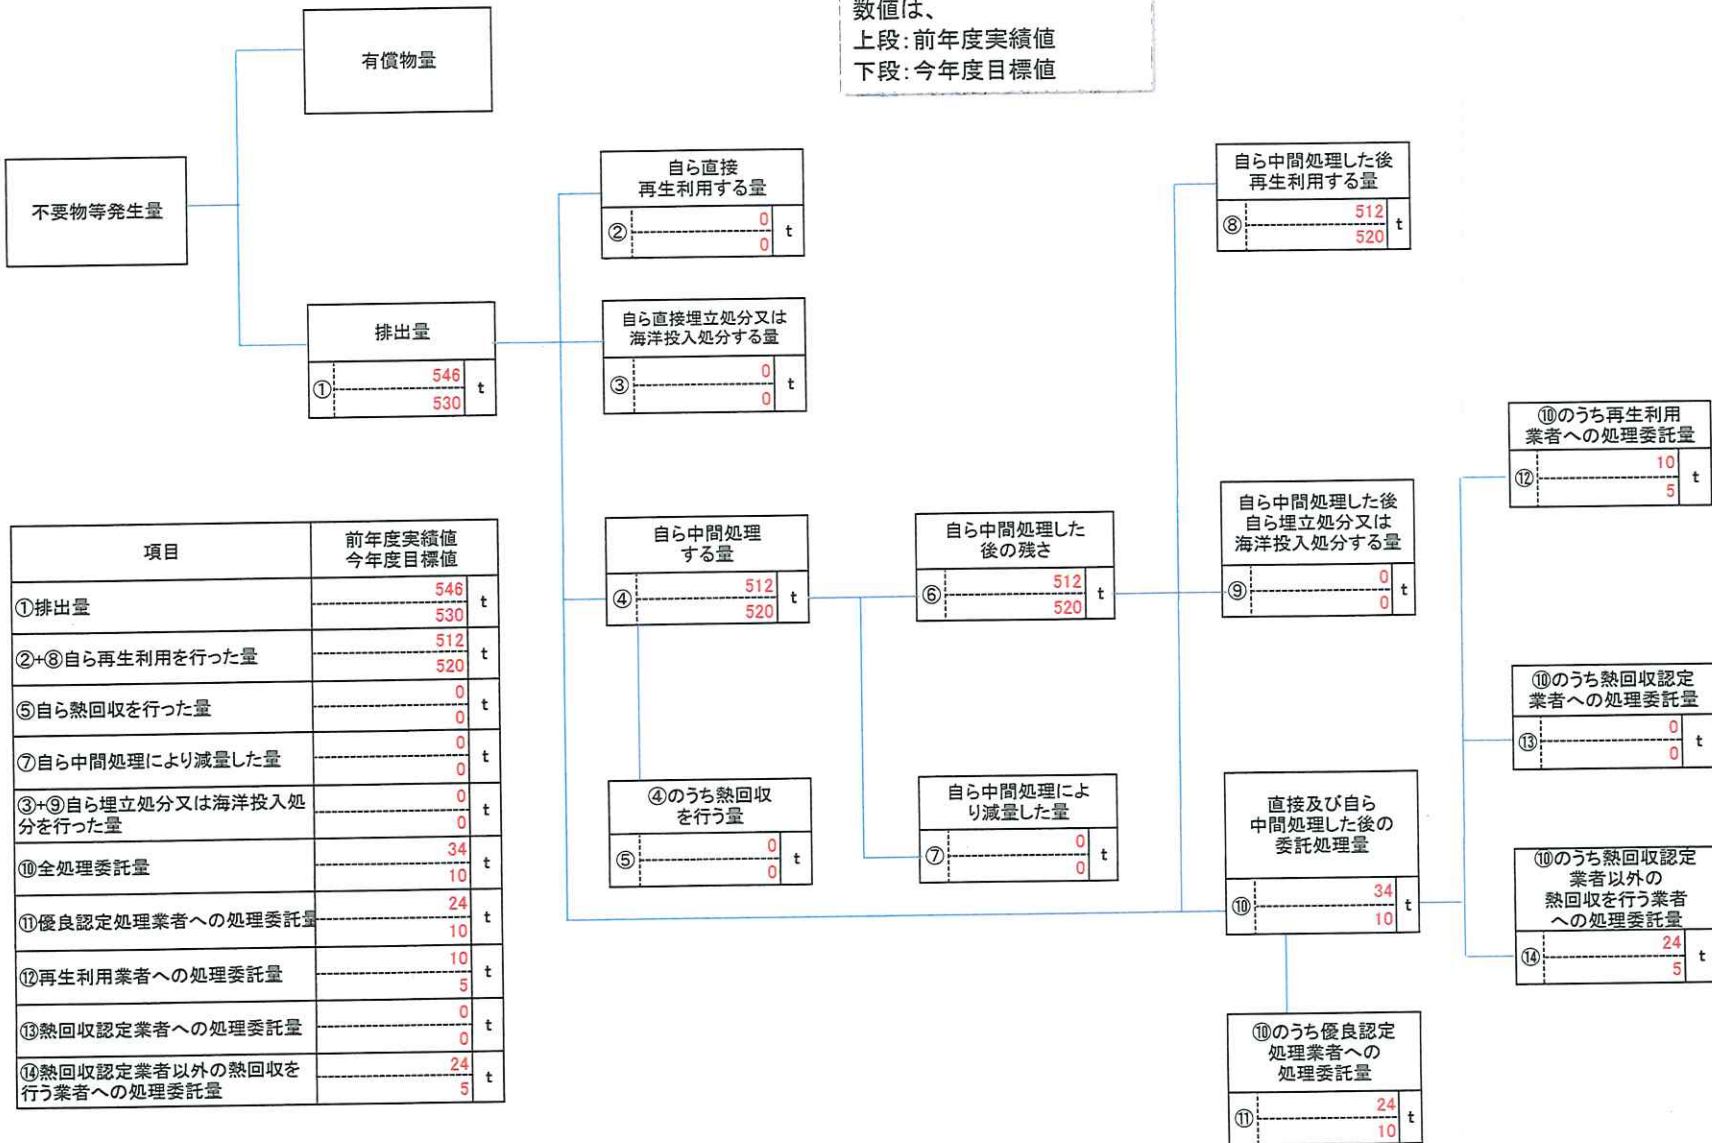 数値は、
上段:前年度実績値
下段:今年度目標値
有償物量
不要物等発生量
排出量
①
546
530
t
自ら直接
再生利用する量
②
0
0
t
自ら直接埋立処分又は
海洋投入処分する量
③
0
0
t
自ら中間処理
する量
④
512
520
t
④のうち熱回収
を行う量
⑤
0
0
t
自ら中間処理した
後の残さ
⑥
512
520
t
自ら中間処理によ
り減量した量
⑦
0
0
t
自ら中間処理した後
再生利用する量
⑧
512
520
t
自ら中間処理した後
自ら埋立処分又は
海洋投入処分する量
⑨
0
0
t
直接及び自ら
中間処理した後の
委託処理量
⑩
34
10
t
⑩のうち優良認定
処理業者への
処理委託量
⑪
24
10
t
⑩のうち再生利用
業者への処理委託量
⑫
10
5
t
⑩のうち熱回収認定
業者への処理委託量
⑬
0
0
t
⑩のうち熱回収認定
業者以外の
熱回収を行う業者
への処理委託量
⑭
24
5
t
項目
前年度実績値
今年度目標値
①排出量
546
530
t
②+⑧自ら再生利用を行った量
512
520
t
⑤自ら熱回収を行った量
0
0
t
⑦自ら中間処理により減量した量
0
0
t
③+⑨自ら埋立処分又は海洋投入処
分を行った量
0
0
t
⑩全処理委託量
34
10
t
⑪優良認定処理業者への処理委託量
24
10
t
⑫再生利用業者への処理委託量
10
5
t
⑬熱回収認定業者への処理委託量
0
0
t
⑭熱回収認定業者以外の熱回収を
行う業者への処理委託量
24
5
t